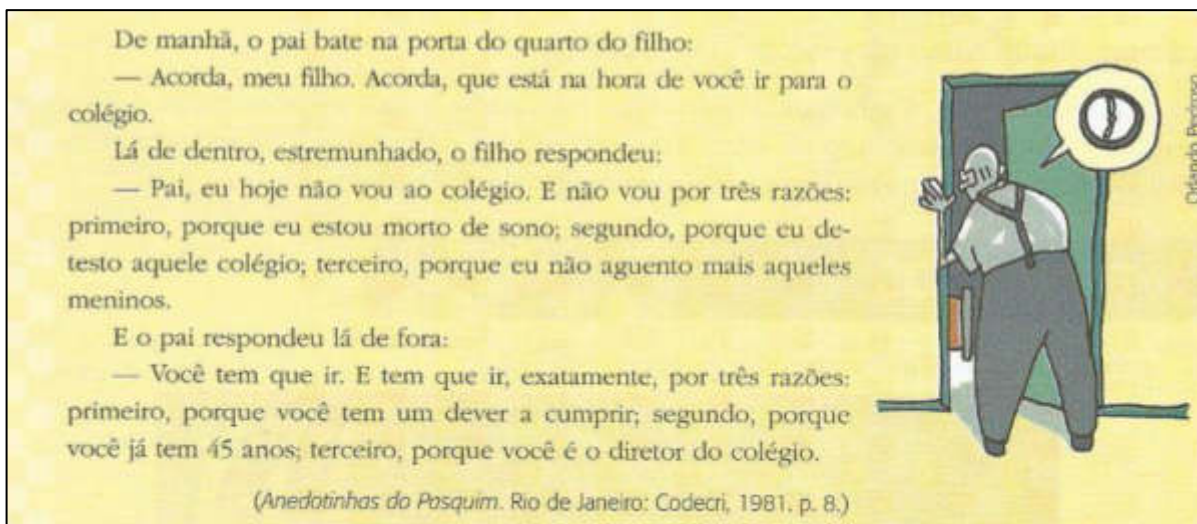 De manhã, o pai bate na porta do quarto do filho:
— Acorda, meu filho. Acorda, que está na hora de você ir para o
colégio.
Lá de dentro, estremunhado, o filho respondeu:
— Pai, eu hoje não vou ao colégio. E não vou por três razões:
primeiro, porque eu estou morto de sono; segundo, porque eu de-
testo aquele colégio; terceiro, porque eu não aguento mais aqueles
meninos.
E o pai respondeu lá de fora:
— Você tem que ir. E tem que ir, exatamente, por três razões:
primeiro, porque você tem um dever a cumprir; segundo, porque
você já tem 45 anos; terceiro, porque você é o diretor do colégio.
(Anedotinhas do Pasquim. Rio de Janeiro: Codecri, 1981. p. 8.)
Orlando Pedroso